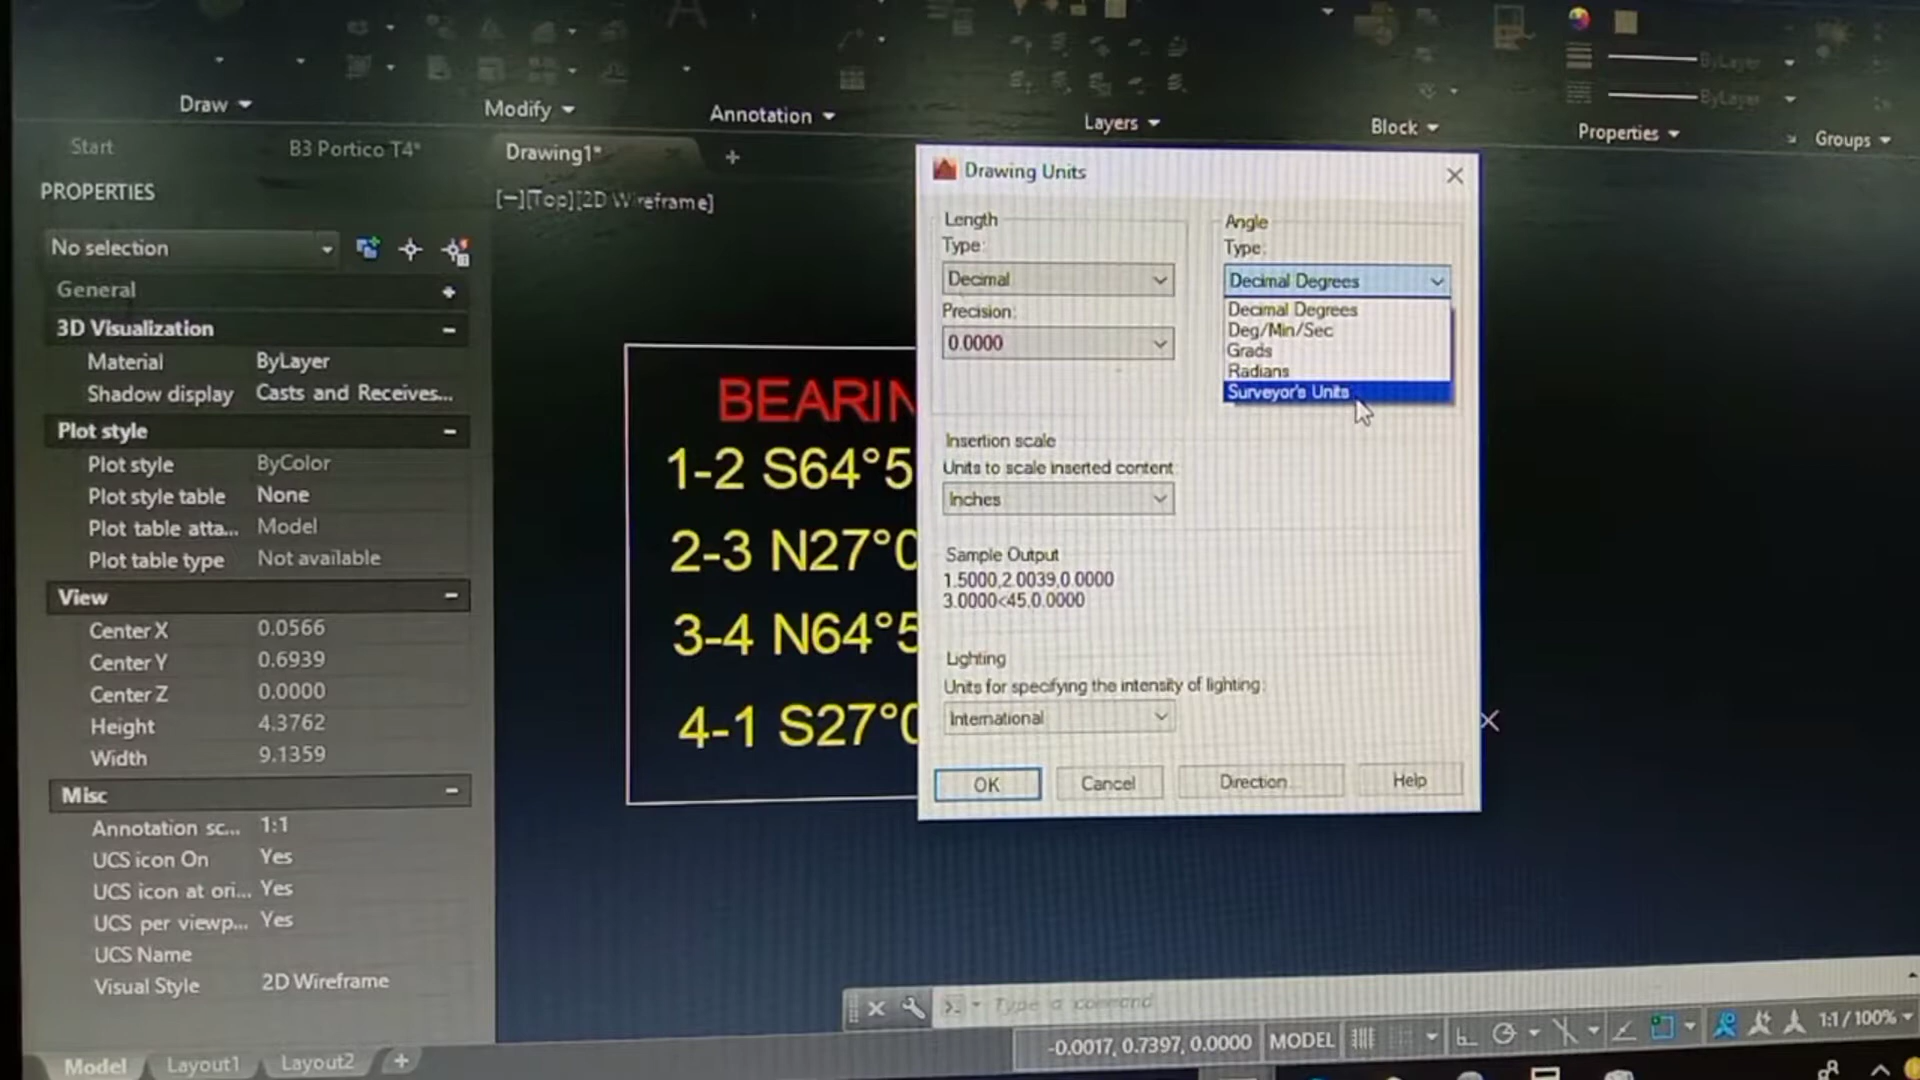 Draw
Modify
Annotation
Layers
Block
Properties
Groups
ByLayer
ByLayer
Start
B3 Portico T4*
Drawing1*
[−][Top][2D Wireframe]
PROPERTIES
No selection
General
3D Visualization
Material ByLayer
Shadow display Casts and Receives...
Plot style
Plot style ByColor
Plot style table None
Plot table atta... Model
Plot table type Not available
View
Center X 0.0566
Center Y 0.6939
Center Z 0.0000
Height 4.3762
Width 9.1359
Misc
Annotation sc... 1:1
UCS icon On Yes
UCS icon at ori... Yes
UCS per viewp... Yes
UCS Name
Visual Style 2D Wireframe
BEARIN
1-2 S64°5
2-3 N27°0
3-4 N64°5
4-1 S27°0
Drawing Units
Length
Type:
Decimal
Precision:
0.0000
Angle
Type:
Decimal Degrees
Decimal Degrees
Deg/Min/Sec
Grads
Radians
Surveyor's Units
Insertion scale
Units to scale inserted content:
Inches
Sample Output
1.5000,2.0039,0.0000
3.0000<45,0.0000
Lighting
Units for specifying the intensity of lighting:
International
OK
Cancel
Direction...
Help
Type a command
-0.0017, 0.7397, 0.0000
MODEL
1:1 / 100%
Model
Layout1
Layout2